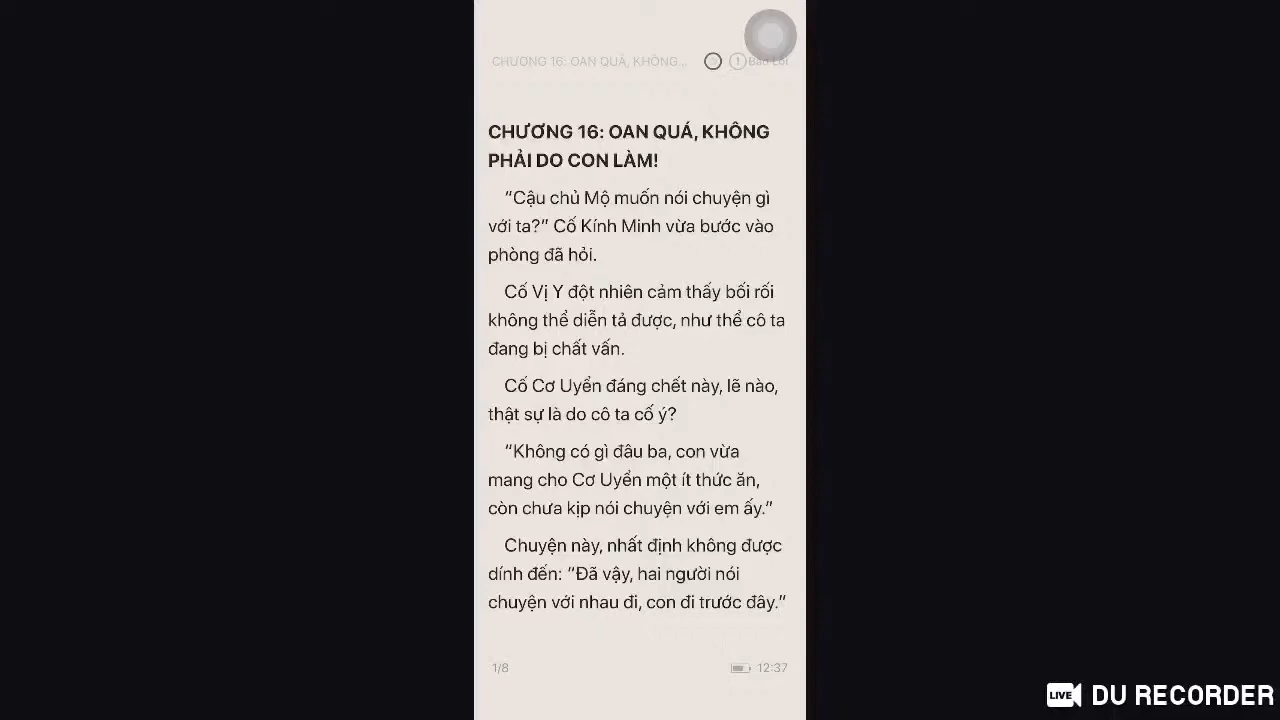 CHƯƠNG 16: OAN QUÁ, KHÔNG...
Báo Lỗi
CHƯƠNG 16: OAN QUÁ, KHÔNG
PHẢI DO CON LÀM!
“Cậu chủ Mộ muốn nói chuyện gì
với ta?” Cố Kính Minh vừa bước vào
phòng đã hỏi.
Cố Vị Y đột nhiên cảm thấy bối rối
không thể diễn tả được, như thể cô ta
đang bị chất vấn.
Cố Cơ Uyển đáng chết này, lẽ nào,
thật sự là do cô ta cố ý?
“Không có gì đâu ba, con vừa
mang cho Cơ Uyển một ít thức ăn,
còn chưa kịp nói chuyện với em ấy.”
Chuyện này, nhất định không được
dính đến: “Đã vậy, hai người nói
chuyện với nhau đi, con đi trước đây.”
1/8
12:37
LIVE DU RECORDER